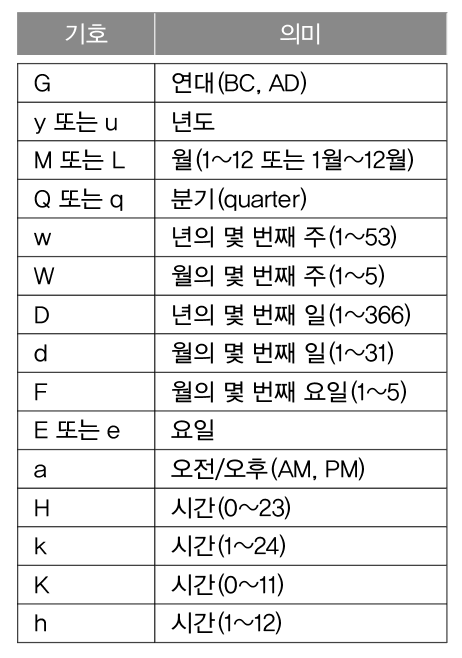 기호 의미
G 연대(BC, AD)
y 또는 u 년도
M 또는 L 월(1~12 또는 1월~12월)
Q 또는 q 분기(quarter)
w 년의 몇 번째 주(1~53)
W 월의 몇 번째 주(1~5)
D 년의 몇 번째 일(1~366)
d 월의 몇 번째 일(1~31)
F 월의 몇 번째 요일(1~5)
E 또는 e 요일
a 오전/오후(AM, PM)
H 시간(0~23)
k 시간(1~24)
K 시간(0~11)
h 시간(1~12)